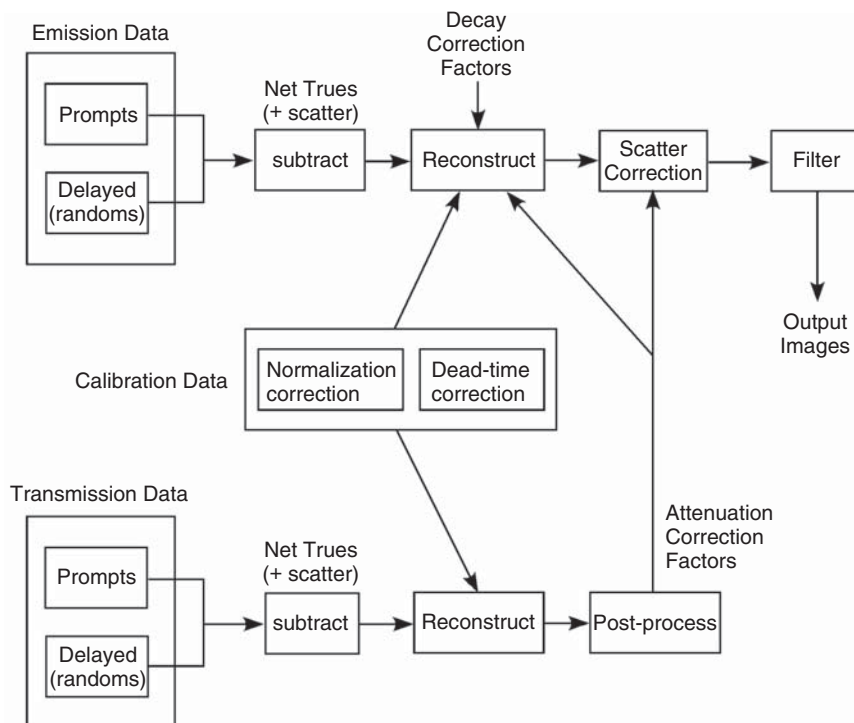 Emission Data
Prompts
Delayed
(randoms)
Net Trues
(+ scatter)
subtract
Decay
Correction
Factors
Reconstruct
Scatter
Correction
Filter
Output
Images
Calibration Data
Normalization
correction
Dead-time
correction
Transmission Data
Prompts
Delayed
(randoms)
Net Trues
(+ scatter)
subtract
Reconstruct
Post-process
Attenuation
Correction
Factors